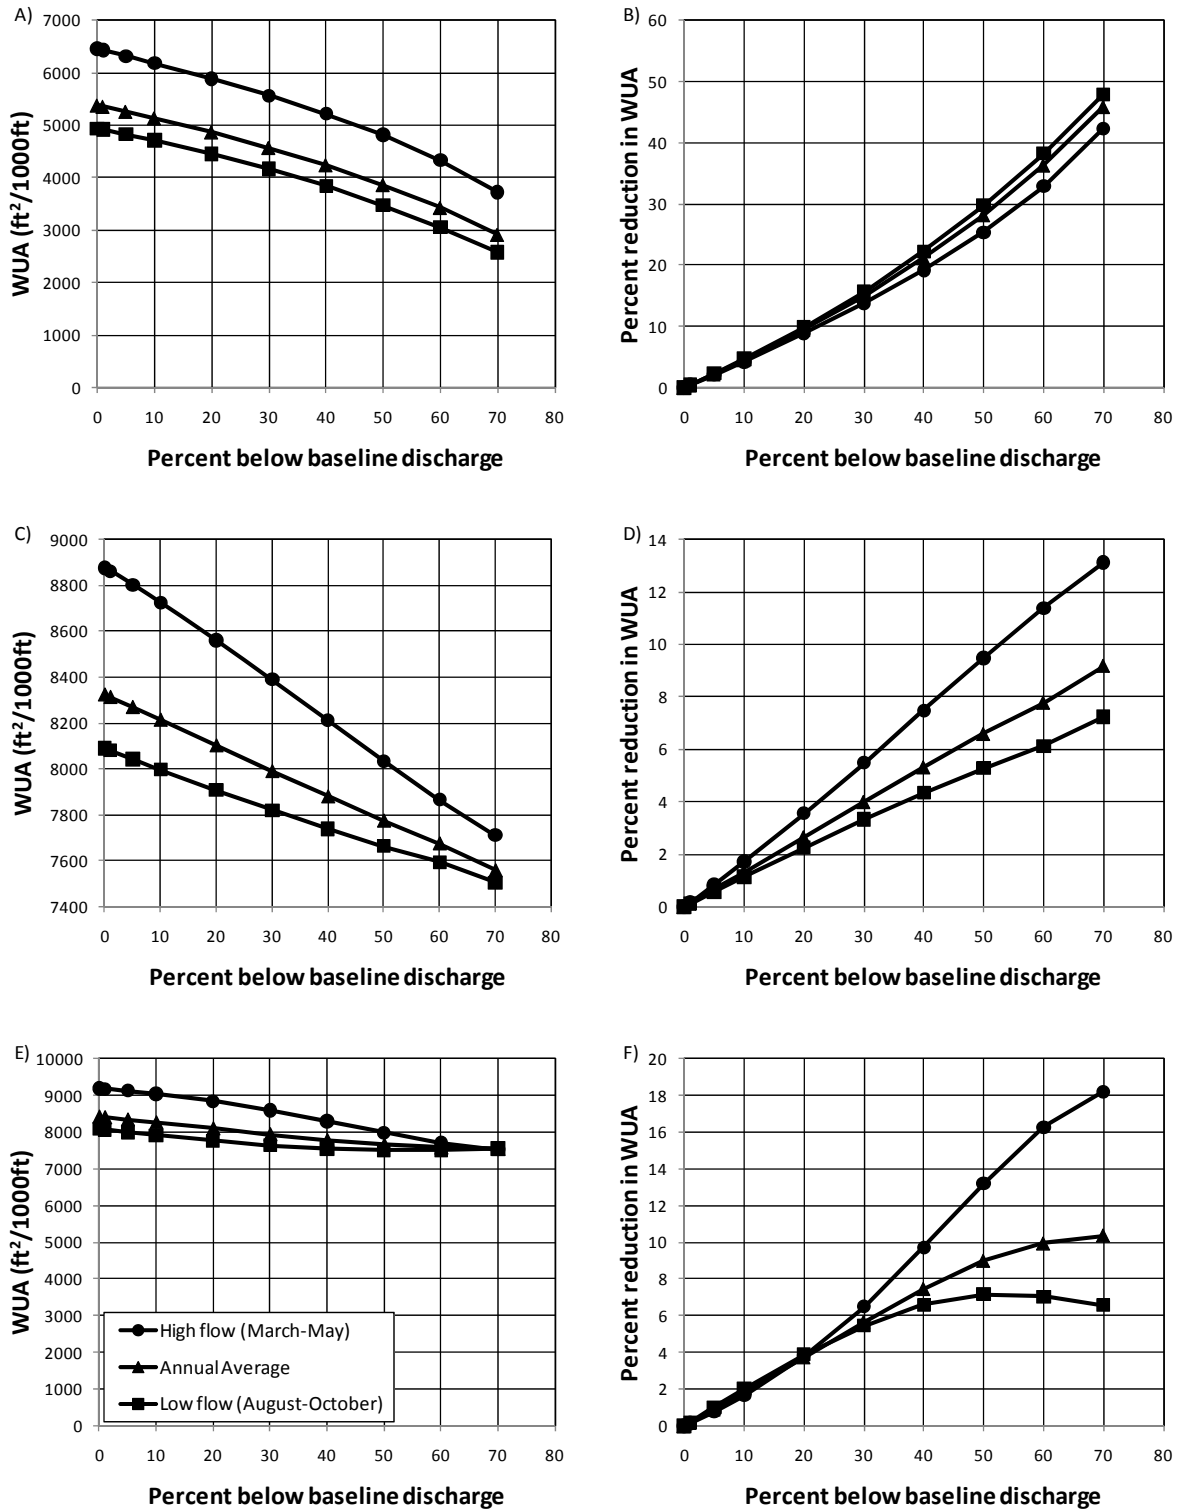 A)
WUA (ft²/1000ft)
7000
6000
5000
4000
3000
2000
1000
0
0 10 20 30 40 50 60 70 80
Percent below baseline discharge
B)
Percent reduction in WUA
60
50
40
30
20
10
0
0 10 20 30 40 50 60 70 80
Percent below baseline discharge
C)
WUA (ft²/1000ft)
9000
8800
8600
8400
8200
8000
7800
7600
7400
0 10 20 30 40 50 60 70 80
Percent below baseline discharge
D)
Percent reduction in WUA
14
12
10
8
6
4
2
0
0 10 20 30 40 50 60 70 80
Percent below baseline discharge
E)
WUA (ft²/1000ft)
10000
9000
8000
7000
6000
5000
4000
3000
2000
1000
0
High flow (March-May)
Annual Average
Low flow (August-October)
0 10 20 30 40 50 60 70 80
Percent below baseline discharge
F)
Percent reduction in WUA
20
18
16
14
12
10
8
6
4
2
0
0 10 20 30 40 50 60 70 80
Percent below baseline discharge